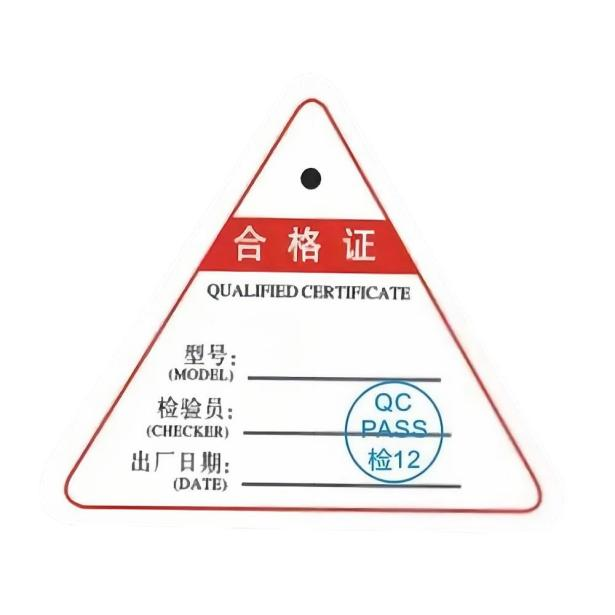 合格证
QUALIFIED CERTIFICATE
型号:
(MODEL)
检验员:
(CHECKER)
出厂日期:
(DATE)
QC
PASS
检12